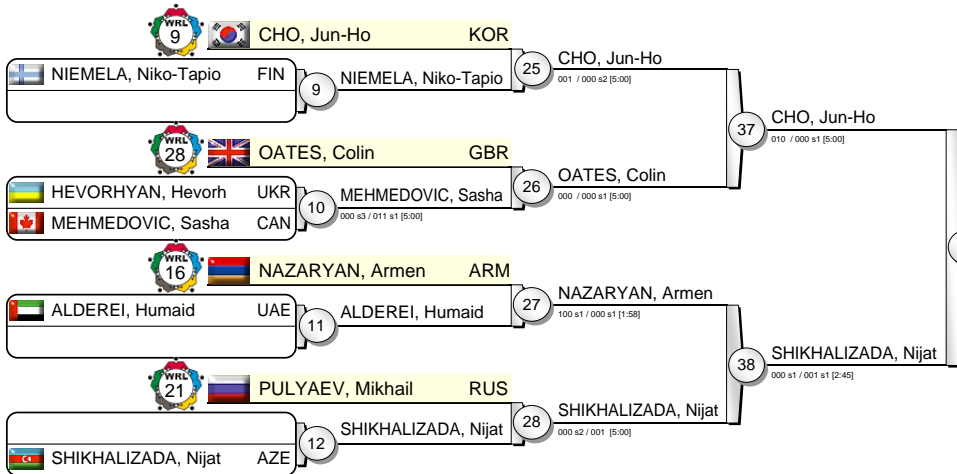 WRL
9
CHO, Jun-Ho KOR
NIEMELA, Niko-Tapio FIN
9
NIEMELA, Niko-Tapio
25
CHO, Jun-Ho
001 / 000 s2 [5:00]
WRL
28
OATES, Colin GBR
HEVORHYAN, Hevorh UKR
MEHMEDOVIC, Sasha CAN
10
MEHMEDOVIC, Sasha
000 s3 / 011 s1 [5:00]
26
OATES, Colin
000 / 000 s1 [5:00]
37
CHO, Jun-Ho
010 / 000 s1 [5:00]
WRL
16
NAZARYAN, Armen ARM
ALDEREI, Humaid UAE
11
ALDEREI, Humaid
27
NAZARYAN, Armen
100 s1 / 000 s1 [1:58]
WRL
21
PULYAEV, Mikhail RUS
SHIKHALIZADA, Nijat AZE
12
SHIKHALIZADA, Nijat
28
SHIKHALIZADA, Nijat
000 s2 / 001 [5:00]
38
SHIKHALIZADA, Nijat
000 s1 / 001 s1 [2:45]